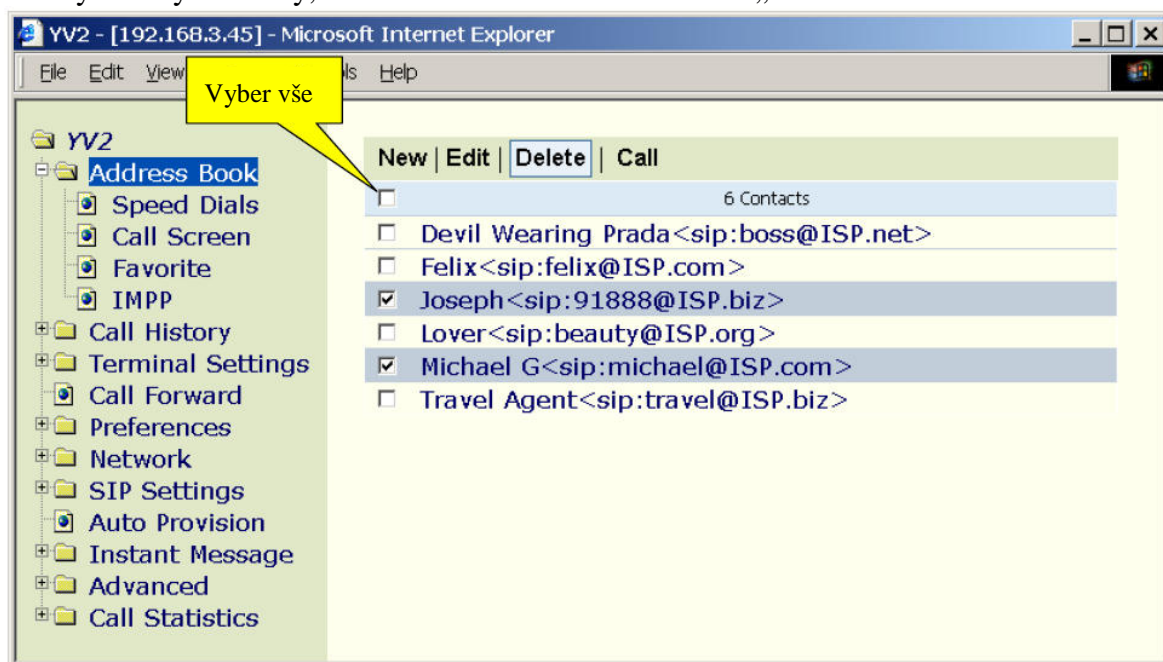 YV2 - [192.168.3.45] - Microsoft Internet Explorer
File Edit View Help
Vyber vše
YV2
Address Book
Speed Dials
Call Screen
Favorite
IMPP
Call History
Terminal Settings
Call Forward
Preferences
Network
SIP Settings
Auto Provision
Instant Message
Advanced
Call Statistics
New | Edit | Delete | Call
6 Contacts
Devil Wearing Prada<sip:boss@ISP.net>
Felix<sip:felix@ISP.com>
Joseph<sip:91888@ISP.biz>
Lover<sip:beauty@ISP.org>
Michael G<sip:michael@ISP.com>
Travel Agent<sip:travel@ISP.biz>